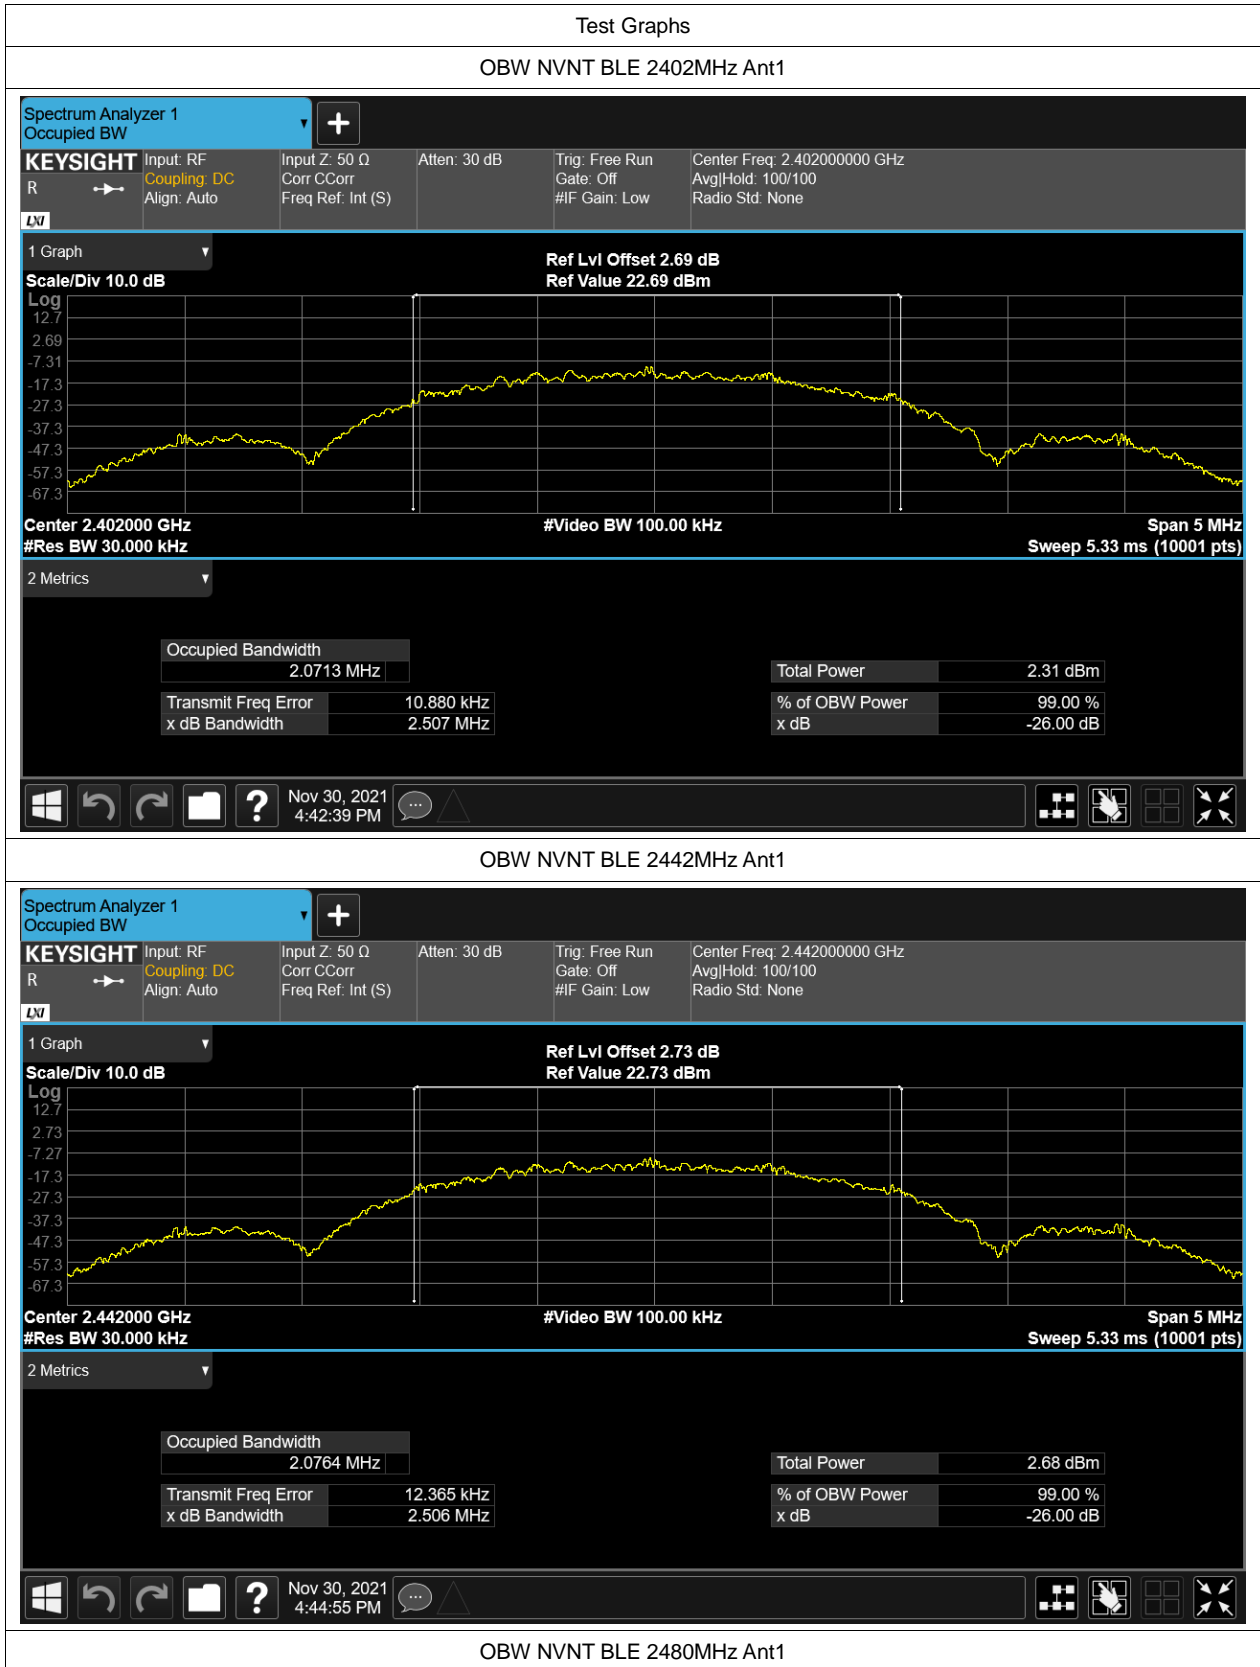 Test Graphs
OBW NVNT BLE 2402MHz Ant1
Spectrum Analyzer 1
Occupied BW
KEYSIGHT
R
LXI
Input: RF
Coupling: DC
Align: Auto
Input Z: 50 Ω
Corr CCorr
Freq Ref: Int (S)
Atten: 30 dB
Trig: Free Run
Gate: Off
#IF Gain: Low
Center Freq: 2.402000000 GHz
Avg|Hold: 100/100
Radio Std: None
1 Graph
Ref Lvl Offset 2.69 dB
Scale/Div 10.0 dB
Ref Value 22.69 dBm
Log
12.7
2.69
-7.31
-17.3
-27.3
-37.3
-47.3
-57.3
-67.3
Center 2.402000 GHz
#Video BW 100.00 kHz
Span 5 MHz
#Res BW 30.000 kHz
Sweep 5.33 ms (10001 pts)
2 Metrics
Occupied Bandwidth
2.0713 MHz
Total Power 2.31 dBm
Transmit Freq Error 10.880 kHz
% of OBW Power 99.00 %
x dB Bandwidth 2.507 MHz
x dB -26.00 dB
?
Nov 30, 2021
4:42:39 PM
OBW NVNT BLE 2442MHz Ant1
Spectrum Analyzer 1
Occupied BW
KEYSIGHT
R
LXI
Input: RF
Coupling: DC
Align: Auto
Input Z: 50 Ω
Corr CCorr
Freq Ref: Int (S)
Atten: 30 dB
Trig: Free Run
Gate: Off
#IF Gain: Low
Center Freq: 2.442000000 GHz
Avg|Hold: 100/100
Radio Std: None
1 Graph
Ref Lvl Offset 2.73 dB
Scale/Div 10.0 dB
Ref Value 22.73 dBm
Log
12.7
2.73
-7.27
-17.3
-27.3
-37.3
-47.3
-57.3
-67.3
Center 2.442000 GHz
#Video BW 100.00 kHz
Span 5 MHz
#Res BW 30.000 kHz
Sweep 5.33 ms (10001 pts)
2 Metrics
Occupied Bandwidth
2.0764 MHz
Total Power 2.68 dBm
Transmit Freq Error 12.365 kHz
% of OBW Power 99.00 %
x dB Bandwidth 2.506 MHz
x dB -26.00 dB
?
Nov 30, 2021
4:44:55 PM
OBW NVNT BLE 2480MHz Ant1